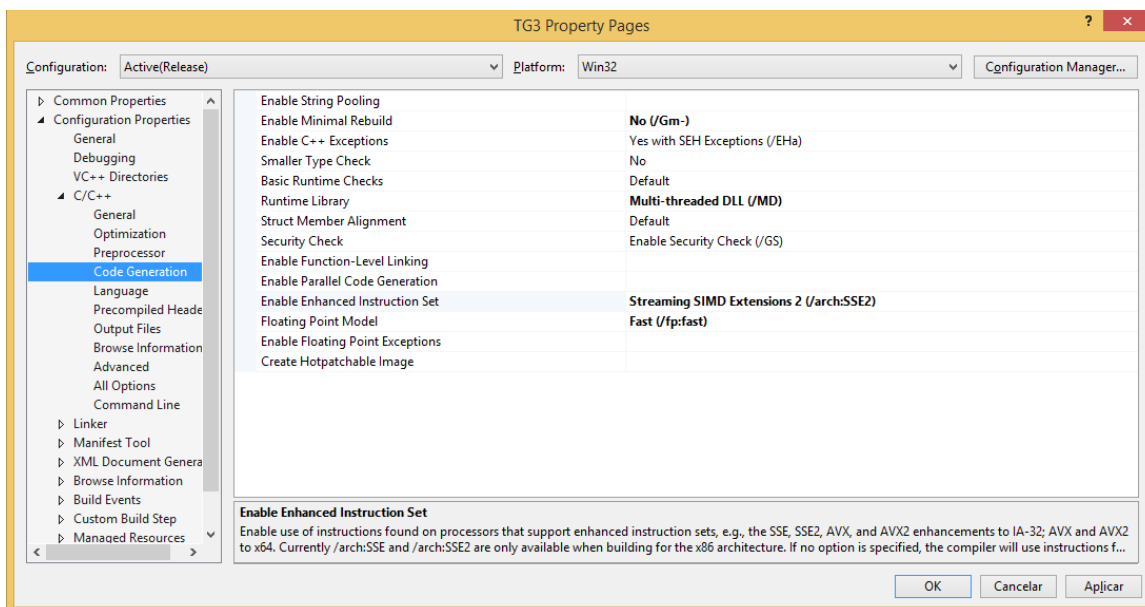 TG3 Property Pages
?
×
Configuration: Active(Release) Platform: Win32 Configuration Manager...
Common Properties
Configuration Properties
General
Debugging
VC++ Directories
C/C++
General
Optimization
Preprocessor
Code Generation
Language
Precompiled Heade
Output Files
Browse Information
Advanced
All Options
Command Line
Linker
Manifest Tool
XML Document Genera
Browse Information
Build Events
Custom Build Step
Managed Resources
Enable String Pooling
Enable Minimal Rebuild No (/Gm-)
Enable C++ Exceptions Yes with SEH Exceptions (/EHa)
Smaller Type Check No
Basic Runtime Checks Default
Runtime Library Multi-threaded DLL (/MD)
Struct Member Alignment Default
Security Check Enable Security Check (/GS)
Enable Function-Level Linking
Enable Parallel Code Generation
Enable Enhanced Instruction Set Streaming SIMD Extensions 2 (/arch:SSE2)
Floating Point Model Fast (/fp:fast)
Enable Floating Point Exceptions
Create Hotpatchable Image
Enable Enhanced Instruction Set
Enable use of instructions found on processors that support enhanced instruction sets, e.g., the SSE, SSE2, AVX, and AVX2 enhancements to IA-32; AVX and AVX2
to x64. Currently /arch:SSE and /arch:SSE2 are only available when building for the x86 architecture. If no option is specified, the compiler will use instructions f...
OK Cancelar Aplicar